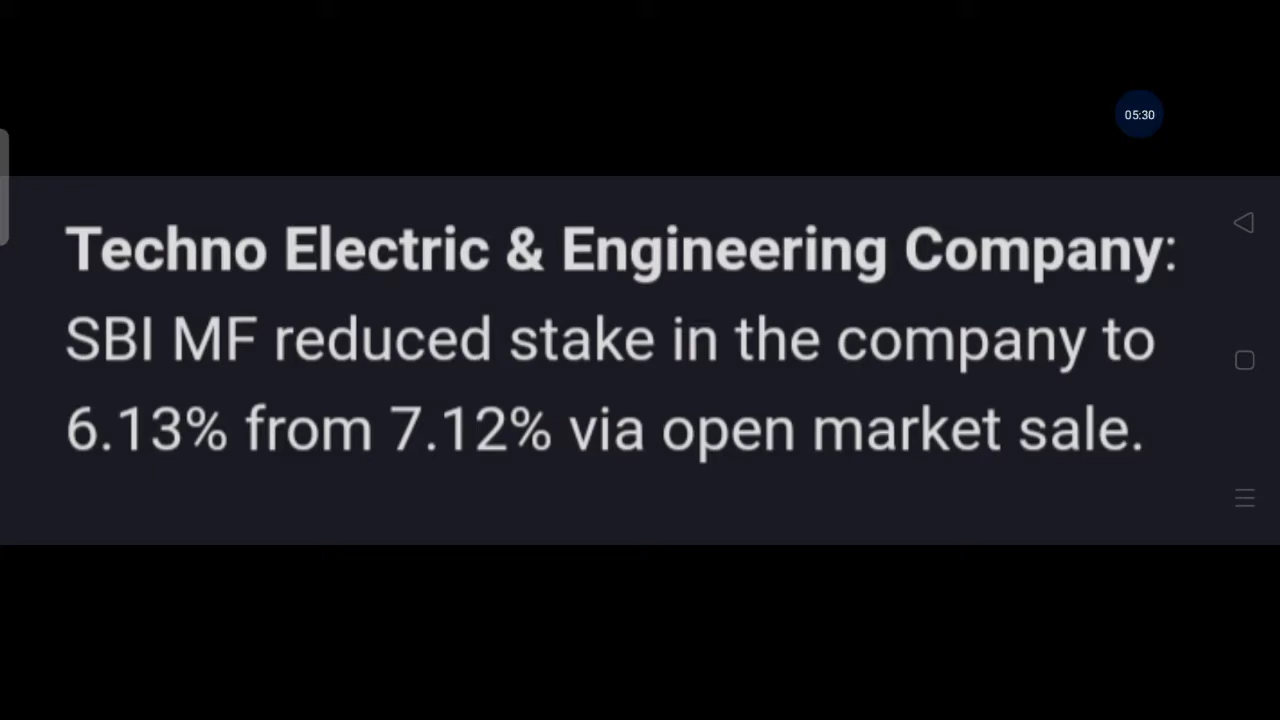 05:30
Techno Electric & Engineering Company:
SBI MF reduced stake in the company to
6.13% from 7.12% via open market sale.